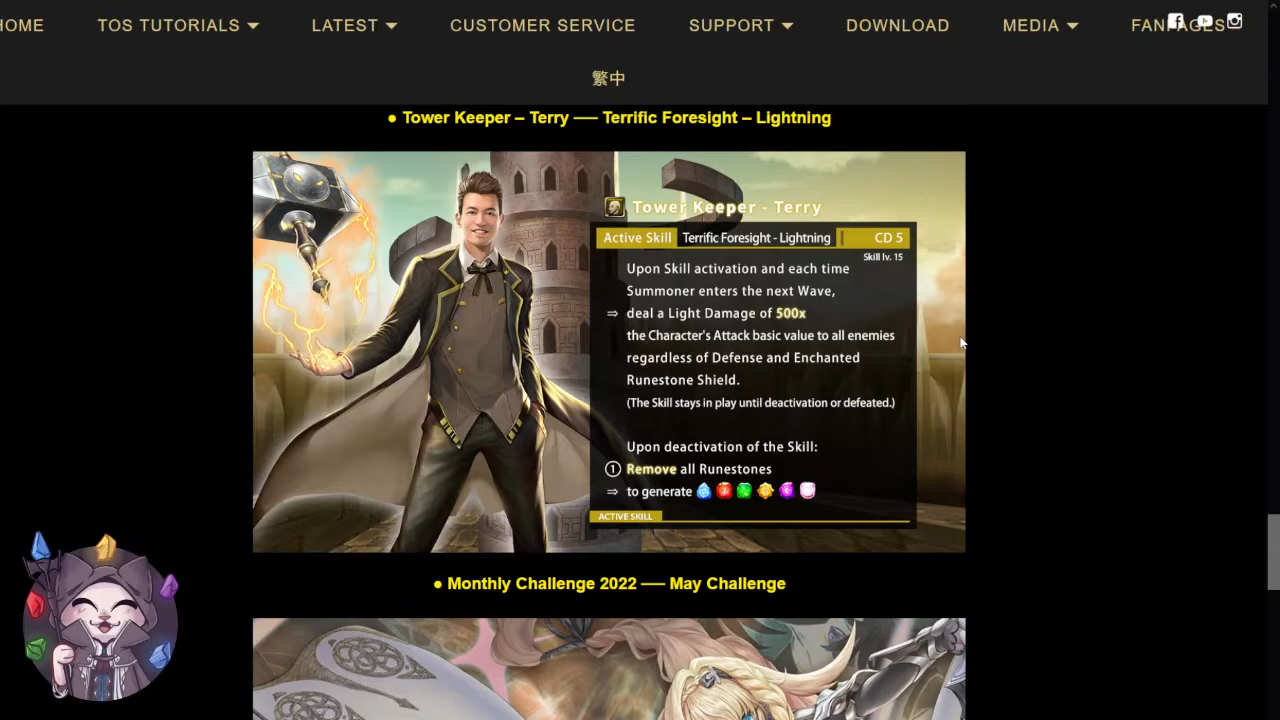 HOME
TOS TUTORIALS
LATEST
CUSTOMER SERVICE
SUPPORT
DOWNLOAD
MEDIA
FANPAGES
繁中
● Tower Keeper – Terry ── Terrific Foresight – Lightning
Tower Keeper - Terry
Active Skill Terrific Foresight - Lightning CD 5
Skill lv. 15
Upon Skill activation and each time
Summoner enters the next Wave,
⇒ deal a Light Damage of 500x
the Character's Attack basic value to all enemies
regardless of Defense and Enchanted
Runestone Shield.
(The Skill stays in play until deactivation or defeated.)
Upon deactivation of the Skill:
① Remove all Runestones
⇒ to generate
ACTIVE SKILL
● Monthly Challenge 2022 ── May Challenge